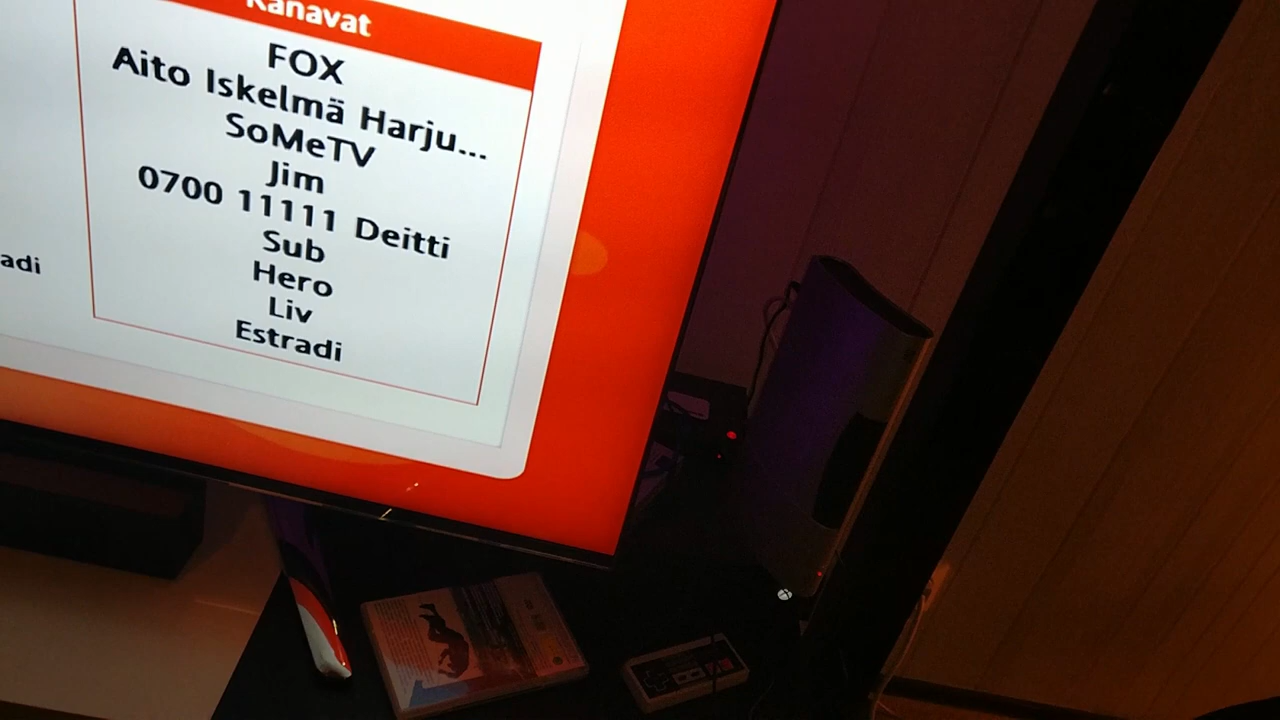 Kanavat
FOX
Aito Iskelmä Harju...
SoMeTV
Jim
0700 11111 Deitti
Sub
Hero
Liv
Estradi
adi